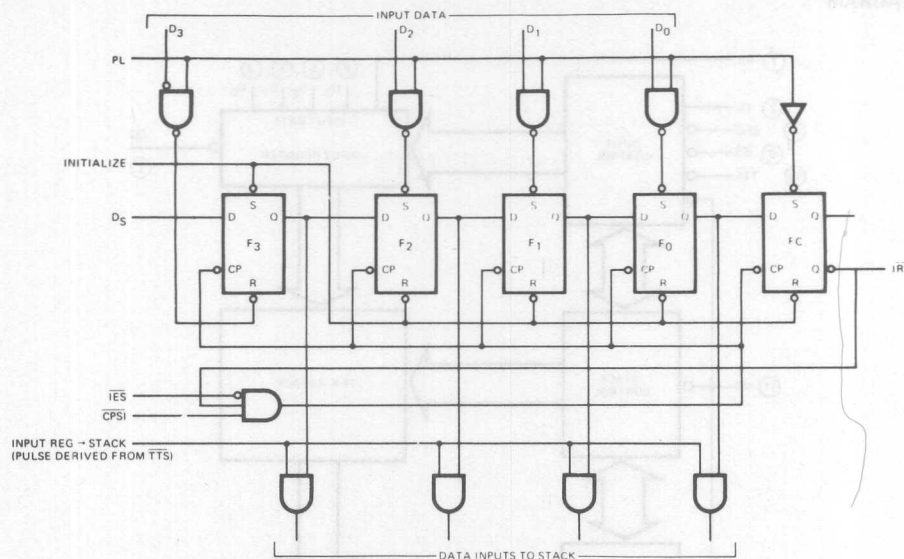 INPUT DATA
D3 D2 D1 D0
PL
INITIALIZE
S S S S S
DS D Q D Q D Q D Q D Q
F3 F2 F1 F0 FC
CP CP CP CP CP Q IR
R R R R R
IES
CPSI
INPUT REG → STACK
(PULSE DERIVED FROM TTS)
DATA INPUTS TO STACK